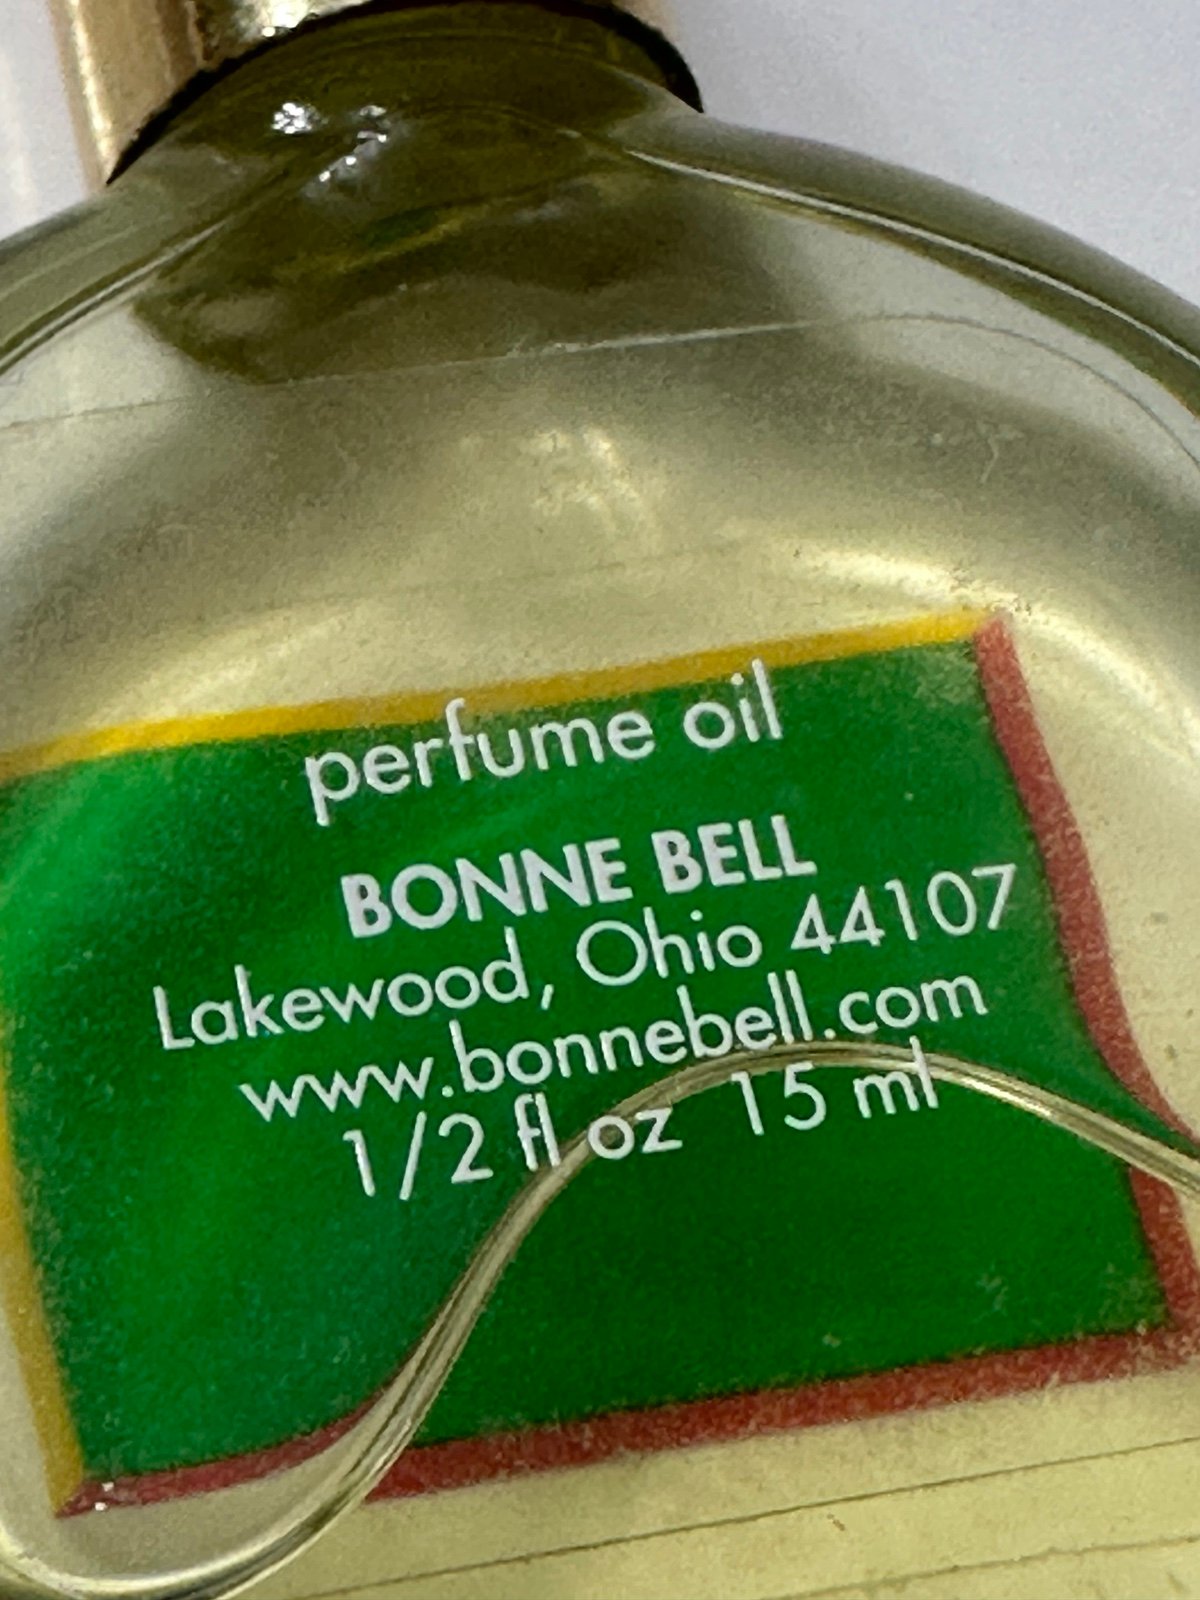 perfume oil
BONNE BELL
Lakewood, Ohio 44107
www.bonnebell.com
1/2 fl oz 15 ml